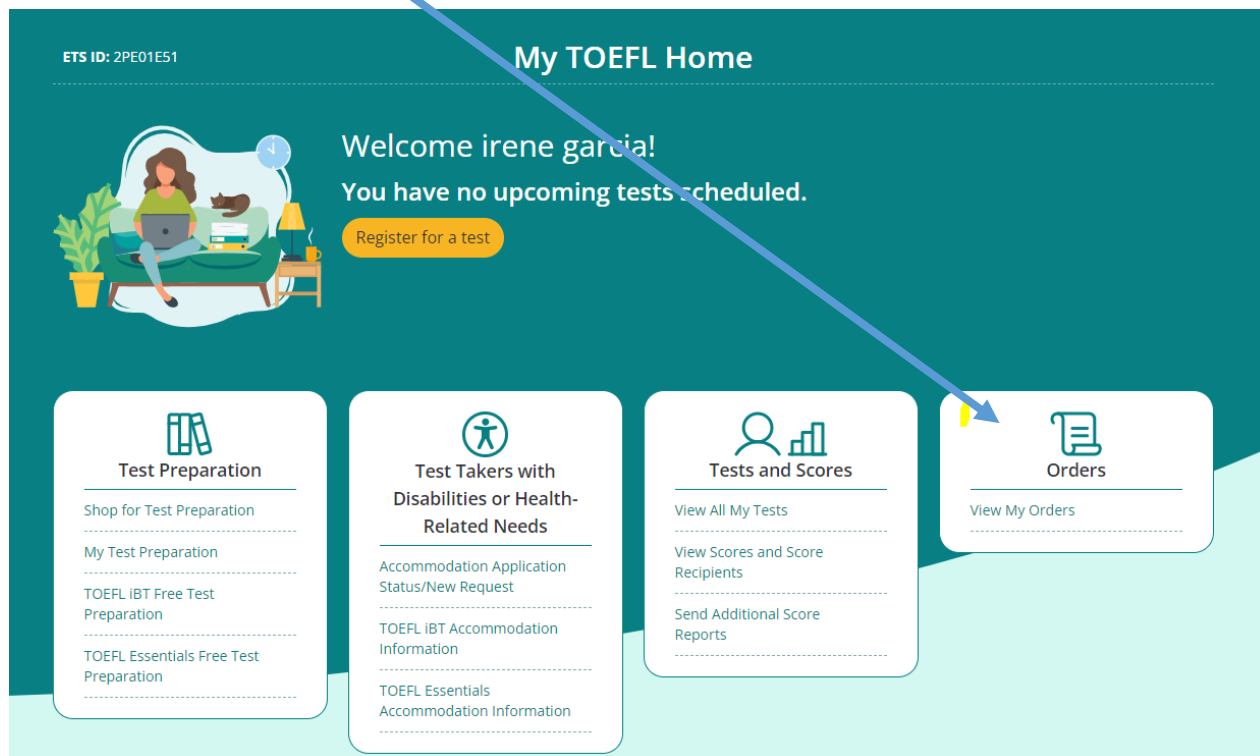 ETS ID: 2PE01E51
My TOEFL Home
Welcome irene garcia!
You have no upcoming tests scheduled.
Register for a test
Test Preparation
Shop for Test Preparation
My Test Preparation
TOEFL iBT Free Test
Preparation
TOEFL Essentials Free Test
Preparation
Test Takers with
Disabilities or Health-
Related Needs
Accommodation Application
Status/New Request
TOEFL iBT Accommodation
Information
TOEFL Essentials
Accommodation Information
Tests and Scores
View All My Tests
View Scores and Score
Recipients
Send Additional Score
Reports
Orders
View My Orders